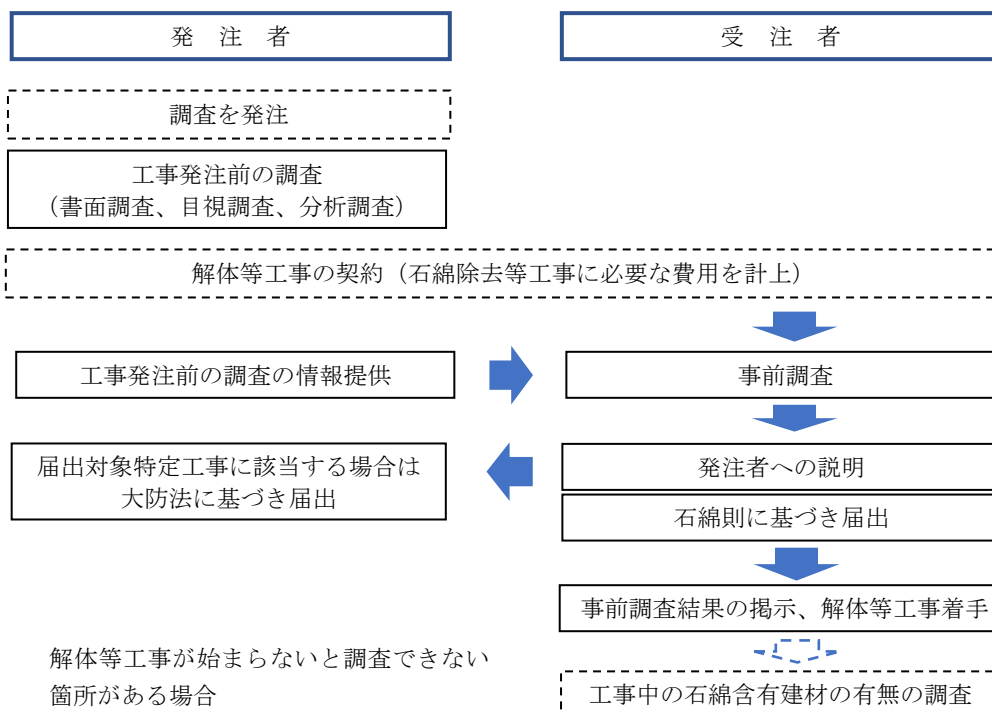 発 注 者
受 注 者
調査を発注
工事発注前の調査
（書面調査、目視調査、分析調査）
解体等工事の契約（石綿除去等工事に必要な費用を計上）
工事発注前の調査の情報提供
事前調査
届出対象特定工事に該当する場合は
大防法に基づき届出
発注者への説明
石綿則に基づき届出
事前調査結果の掲示、解体等工事着手
解体等工事が始まらないと調査できない
箇所がある場合
工事中の石綿含有建材の有無の調査